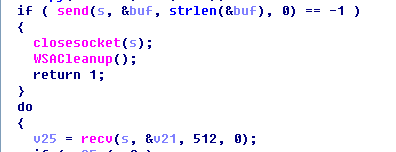 if ( send(s, &buf, strlen(&buf), 0) == -1 )
{
closesocket(s);
WSACleanup();
return 1;
}
do
{
v25 = recv(s, &v21, 512, 0);